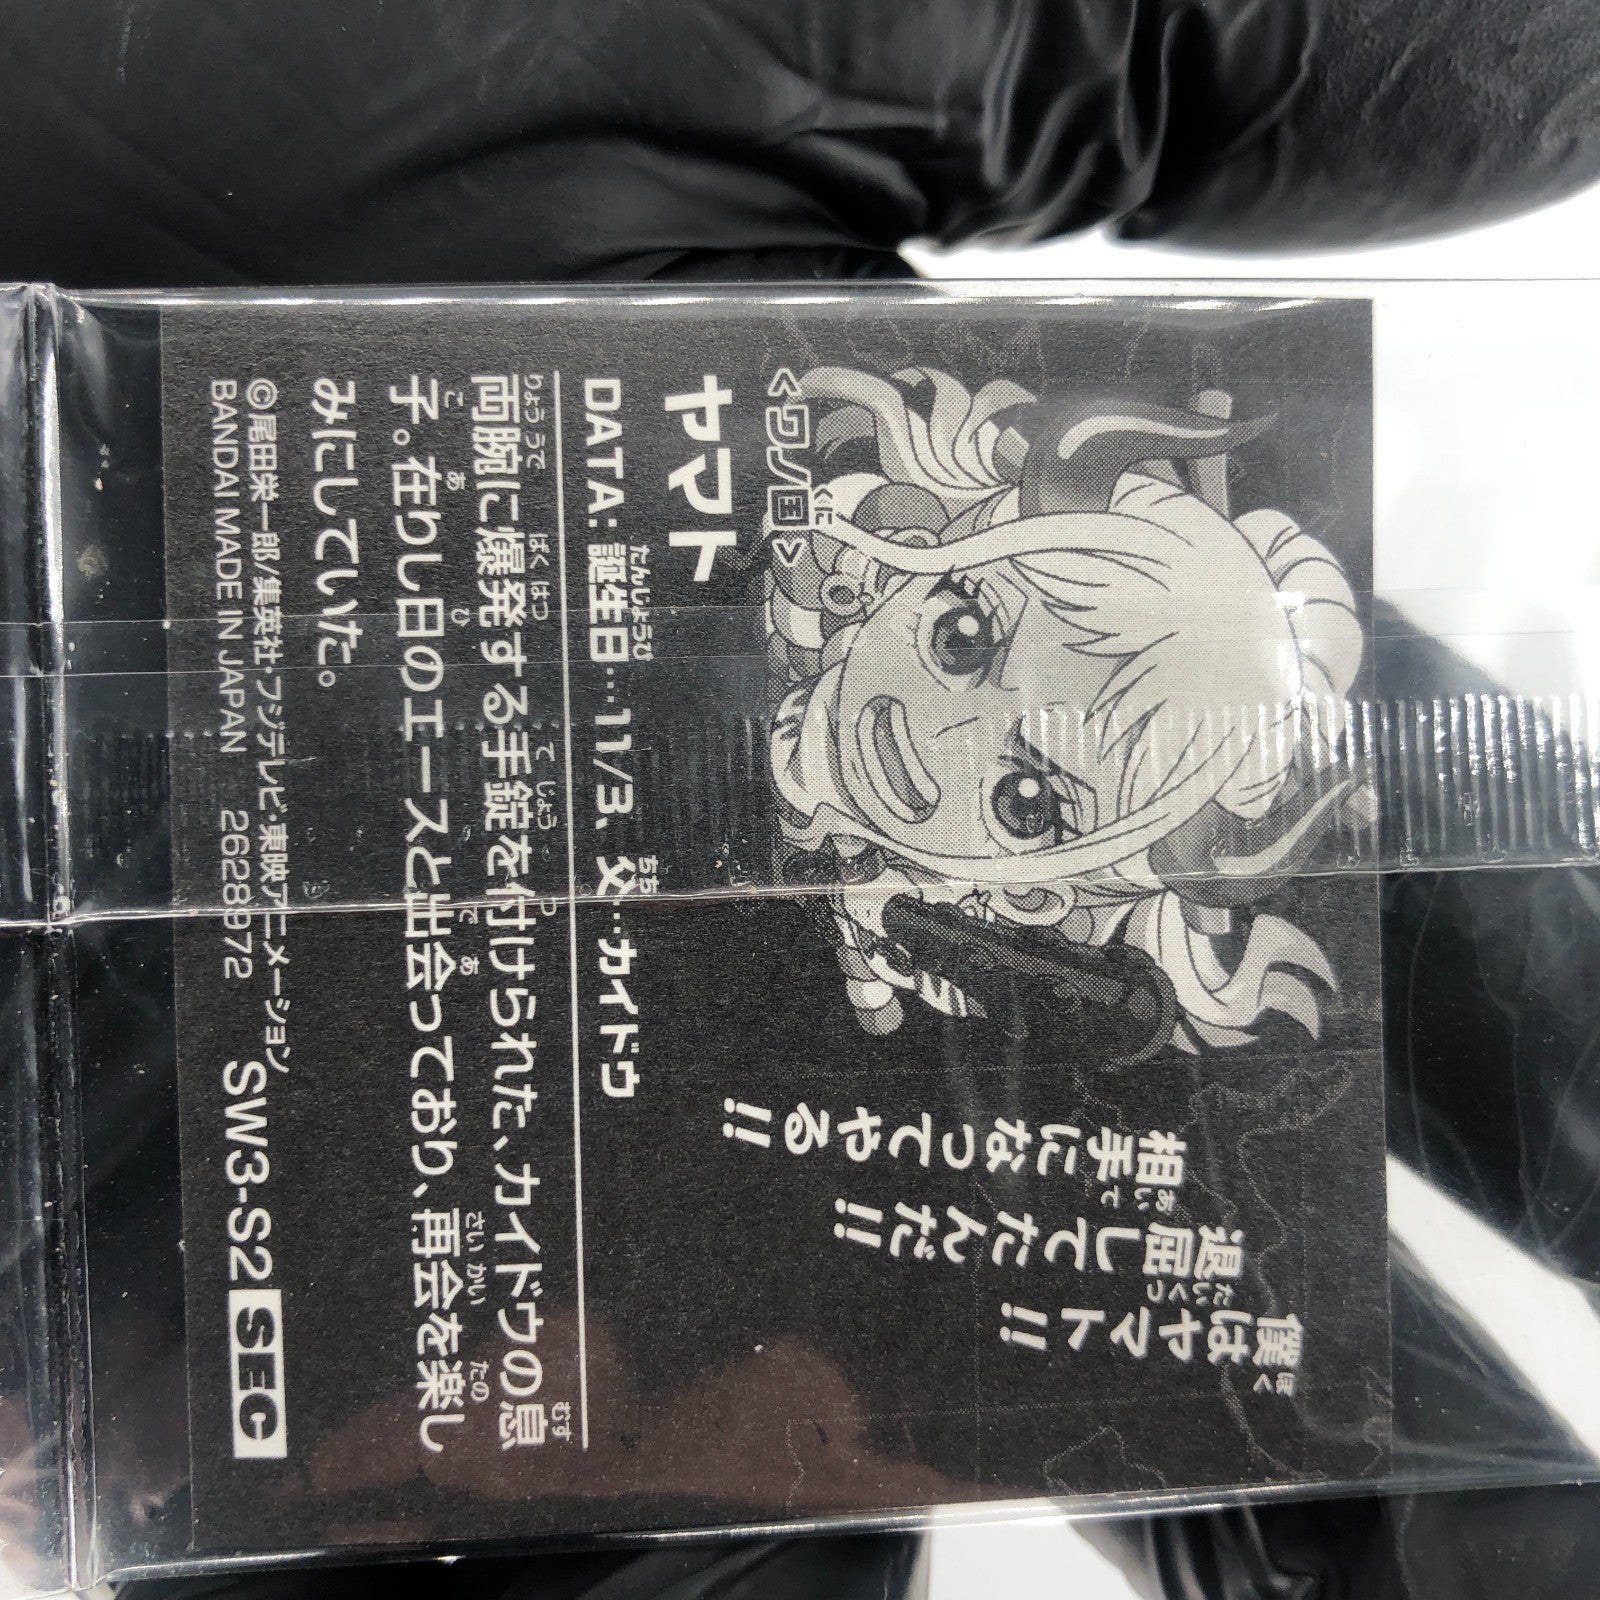 僕はヤマト!!
退屈してたんだ!!
相手になってやる!!
<ワノ国>
ヤマト
DATA: 誕生日…11/3、父…カイドウ
両腕に爆発する手錠を付けられた、カイドウの息
子。在りし日のエースと出会っており、再会を楽し
みにしていた。
©尾田栄一郎/集英社・フジテレビ・東映アニメーション
BANDAI MADE IN JAPAN 2628972 SW3-S2 SEC